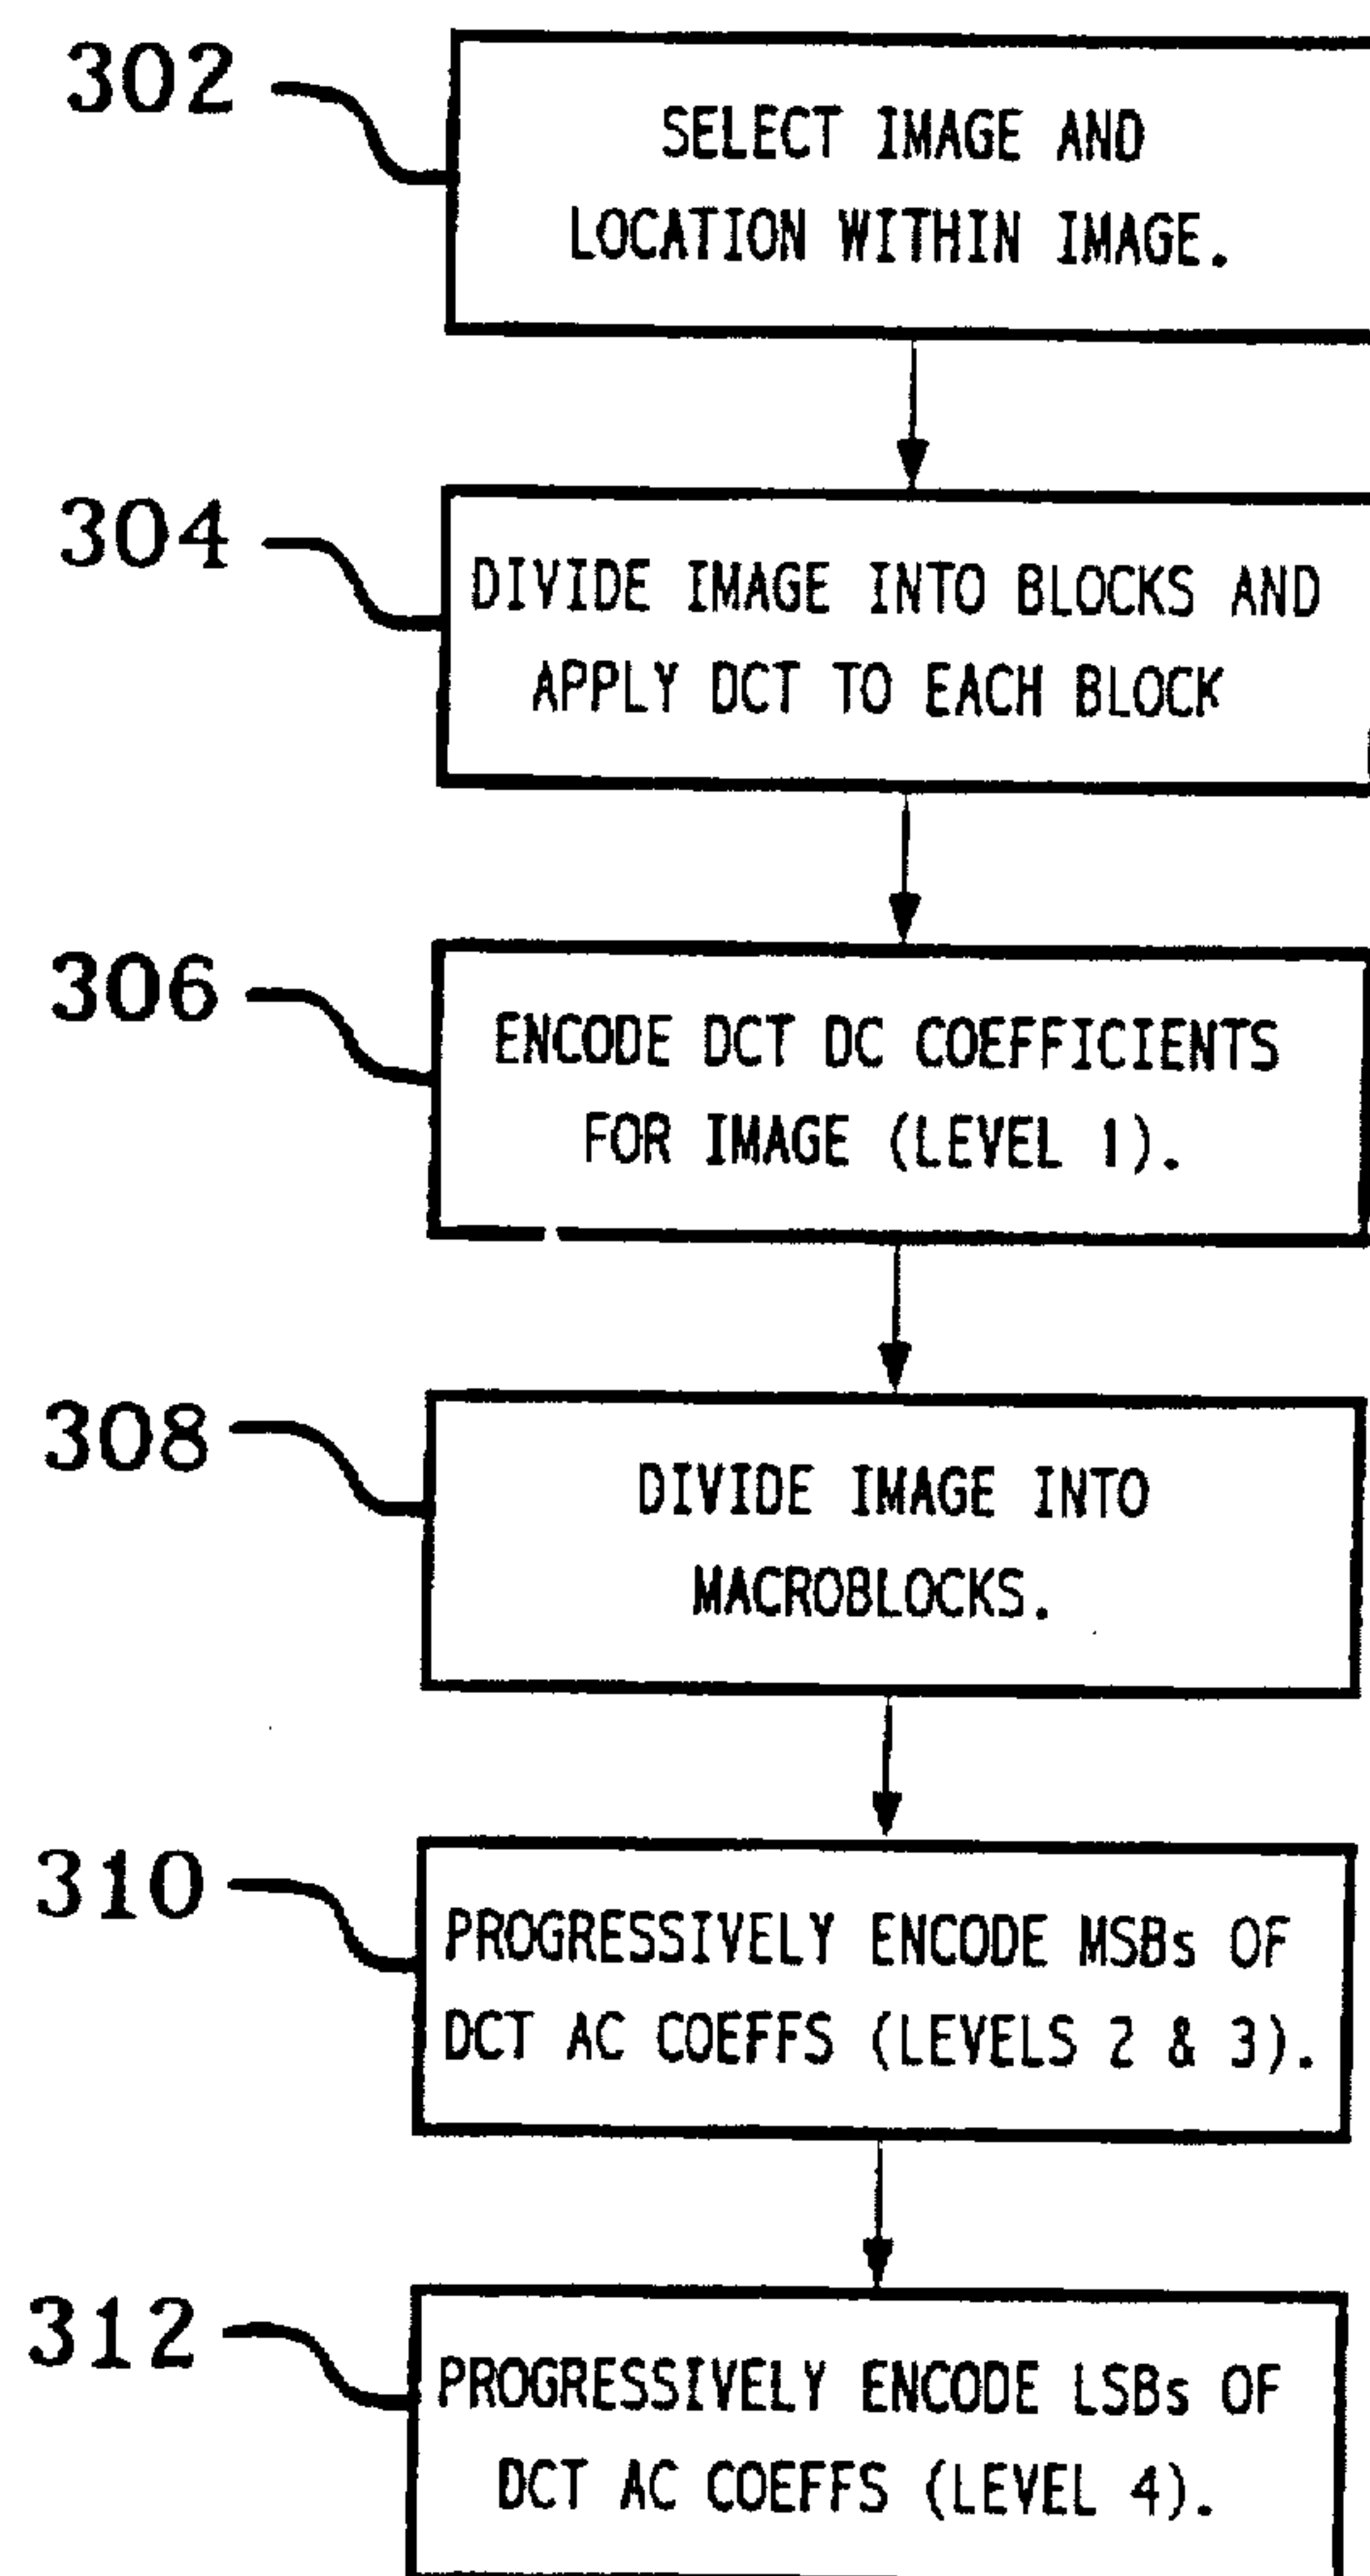 302
SELECT IMAGE AND
LOCATION WITHIN IMAGE.
304
DIVIDE IMAGE INTO BLOCKS AND
APPLY DCT TO EACH BLOCK
306
ENCODE DCT DC COEFFICIENTS
FOR IMAGE (LEVEL 1).
308
DIVIDE IMAGE INTO
MACROBLOCKS.
310
PROGRESSIVELY ENCODE MSBs OF
DCT AC COEFFS (LEVELS 2 & 3).
312
PROGRESSIVELY ENCODE LSBs OF
DCT AC COEFFS (LEVEL 4).